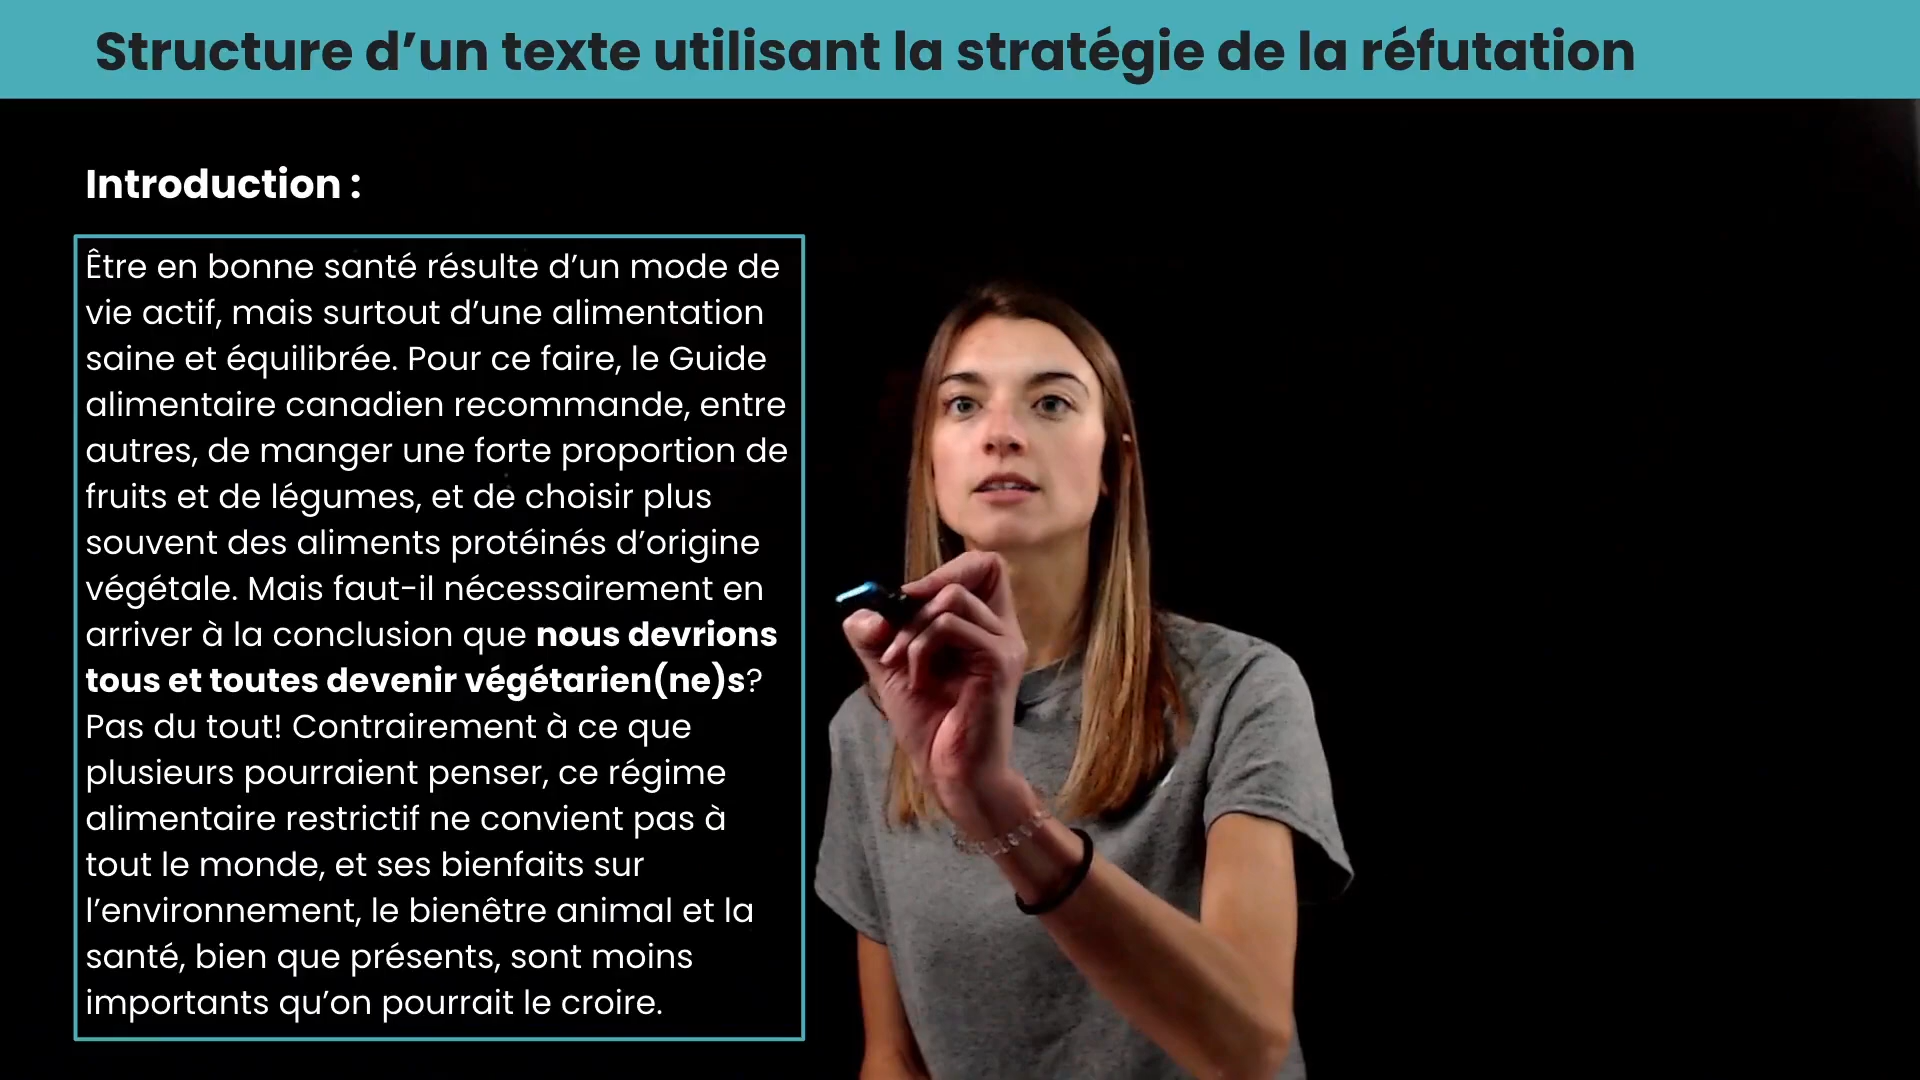 Structure d’un texte utilisant la stratégie de la réfutation
Introduction :
Être en bonne santé résulte d’un mode de
vie actif, mais surtout d’une alimentation
saine et équilibrée. Pour ce faire, le Guide
alimentaire canadien recommande, entre
autres, de manger une forte proportion de
fruits et de légumes, et de choisir plus
souvent des aliments protéinés d’origine
végétale. Mais faut-il nécessairement en
arriver à la conclusion que nous devrions
tous et toutes devenir végétarien(ne)s?
Pas du tout! Contrairement à ce que
plusieurs pourraient penser, ce régime
alimentaire restrictif ne convient pas à
tout le monde, et ses bienfaits sur
l’environnement, le bienêtre animal et la
santé, bien que présents, sont moins
importants qu’on pourrait le croire.